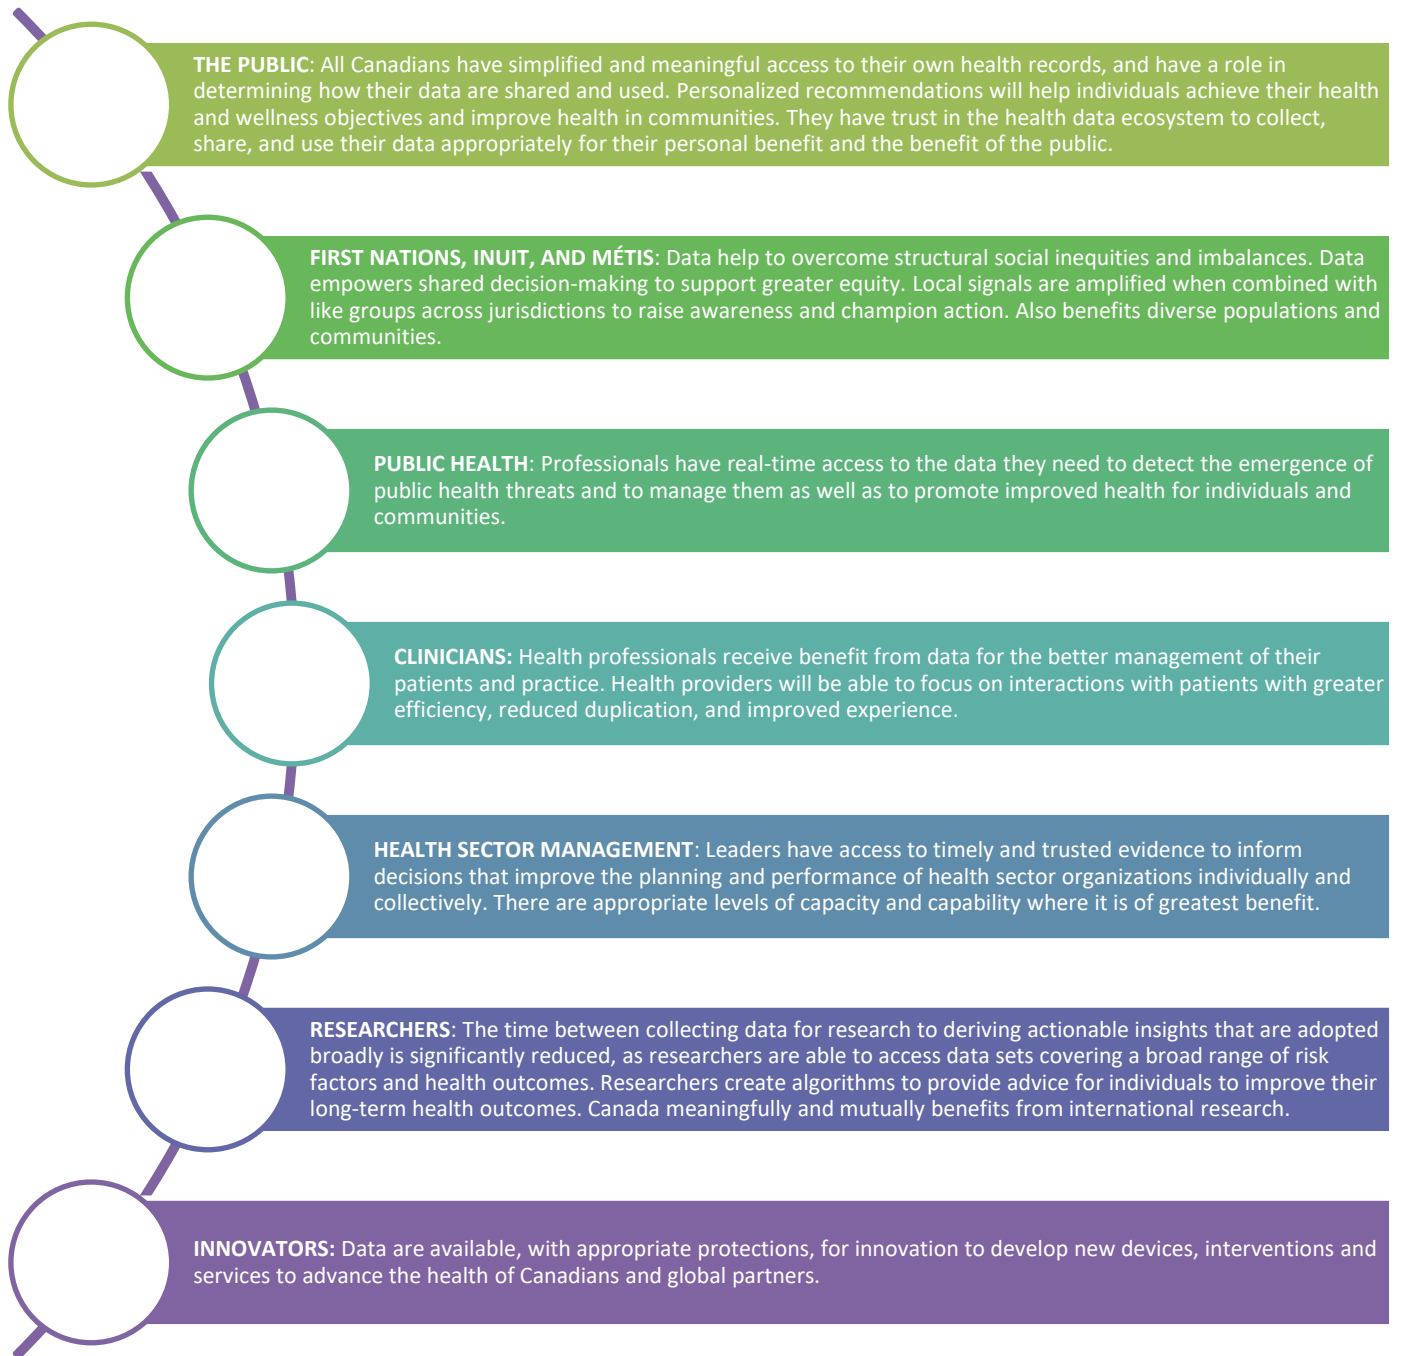 THE PUBLIC: All Canadians have simplified and meaningful access to their own health records, and have a role in
determining how their data are shared and used. Personalized recommendations will help individuals achieve their health
and wellness objectives and improve health in communities. They have trust in the health data ecosystem to collect,
share, and use their data appropriately for their personal benefit and the benefit of the public.
FIRST NATIONS, INUIT, AND MÉTIS: Data help to overcome structural social inequities and imbalances. Data
empowers shared decision-making to support greater equity. Local signals are amplified when combined with
like groups across jurisdictions to raise awareness and champion action. Also benefits diverse populations and
communities.
PUBLIC HEALTH: Professionals have real-time access to the data they need to detect the emergence of
public health threats and to manage them as well as to promote improved health for individuals and
communities.
CLINICIANS: Health professionals receive benefit from data for the better management of their
patients and practice. Health providers will be able to focus on interactions with patients with greater
efficiency, reduced duplication, and improved experience.
HEALTH SECTOR MANAGEMENT: Leaders have access to timely and trusted evidence to inform
decisions that improve the planning and performance of health sector organizations individually and
collectively. There are appropriate levels of capacity and capability where it is of greatest benefit.
RESEARCHERS: The time between collecting data for research to deriving actionable insights that are adopted
broadly is significantly reduced, as researchers are able to access data sets covering a broad range of risk
factors and health outcomes. Researchers create algorithms to provide advice for individuals to improve their
long-term health outcomes. Canada meaningfully and mutually benefits from international research.
INNOVATORS: Data are available, with appropriate protections, for innovation to develop new devices, interventions and
services to advance the health of Canadians and global partners.